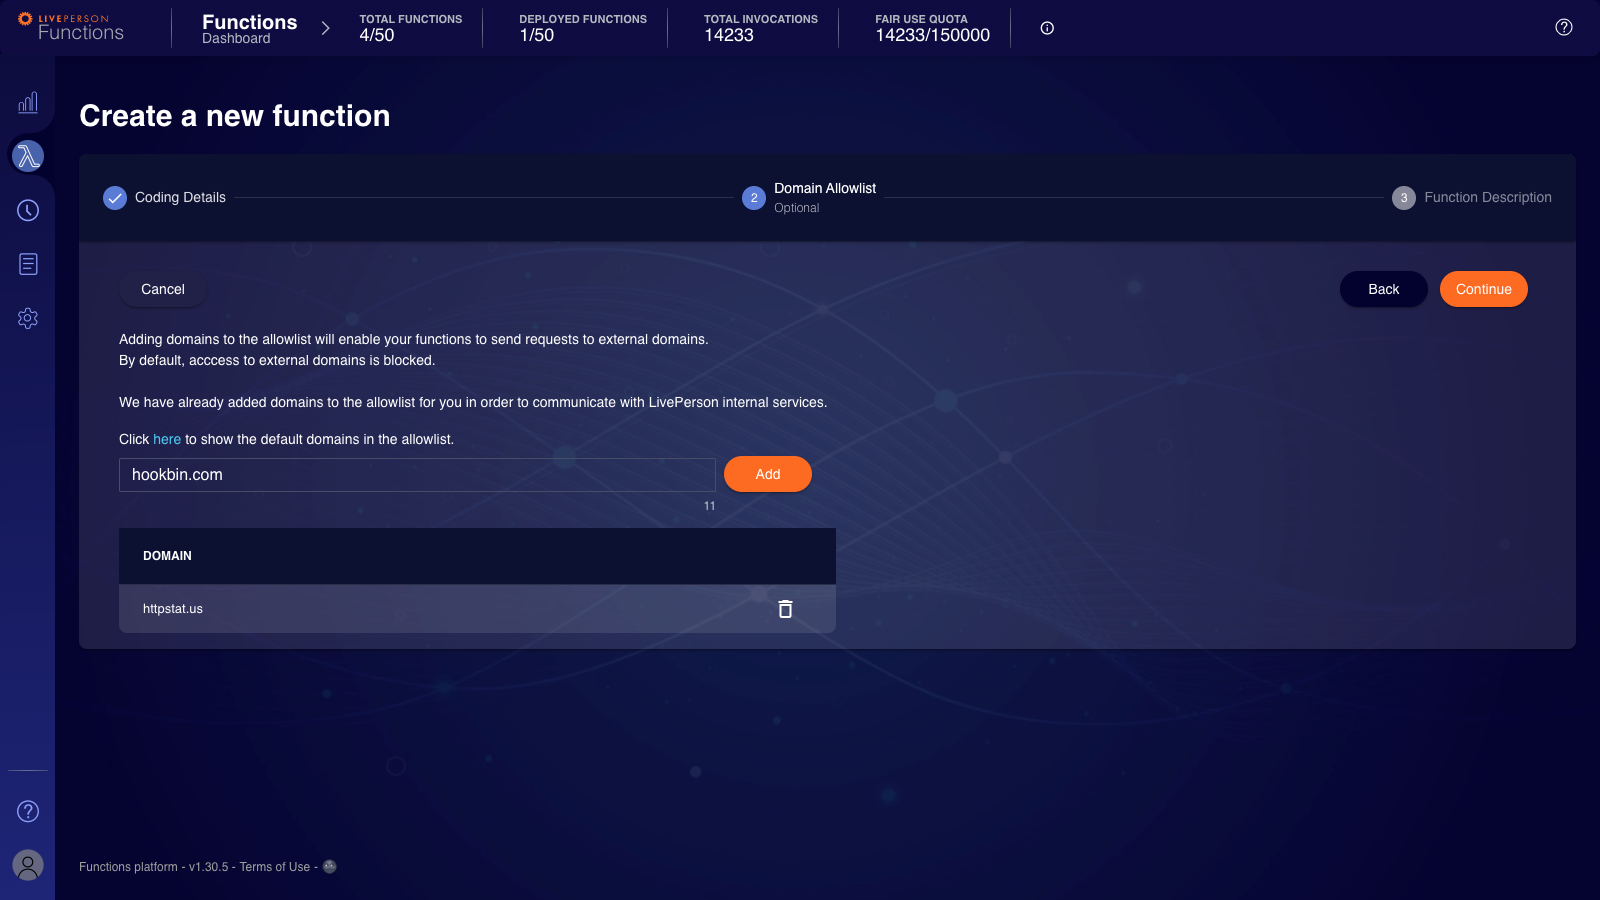 LIVEPERSON
Functions
Functions
Dashboard
TOTAL FUNCTIONS
4/50
DEPLOYED FUNCTIONS
1/50
TOTAL INVOCATIONS
14233
FAIR USE QUOTA
14233/150000
Create a new function
Coding Details
2
Domain Allowlist
Optional
3
Function Description
Cancel
Back
Continue
Adding domains to the allowlist will enable your functions to send requests to external domains.
By default, acccess to external domains is blocked.
We have already added domains to the allowlist for you in order to communicate with LivePerson internal services.
Click here to show the default domains in the allowlist.
hookbin.com
Add
11
DOMAIN
httpstat.us
Functions platform - v1.30.5 - Terms of Use -